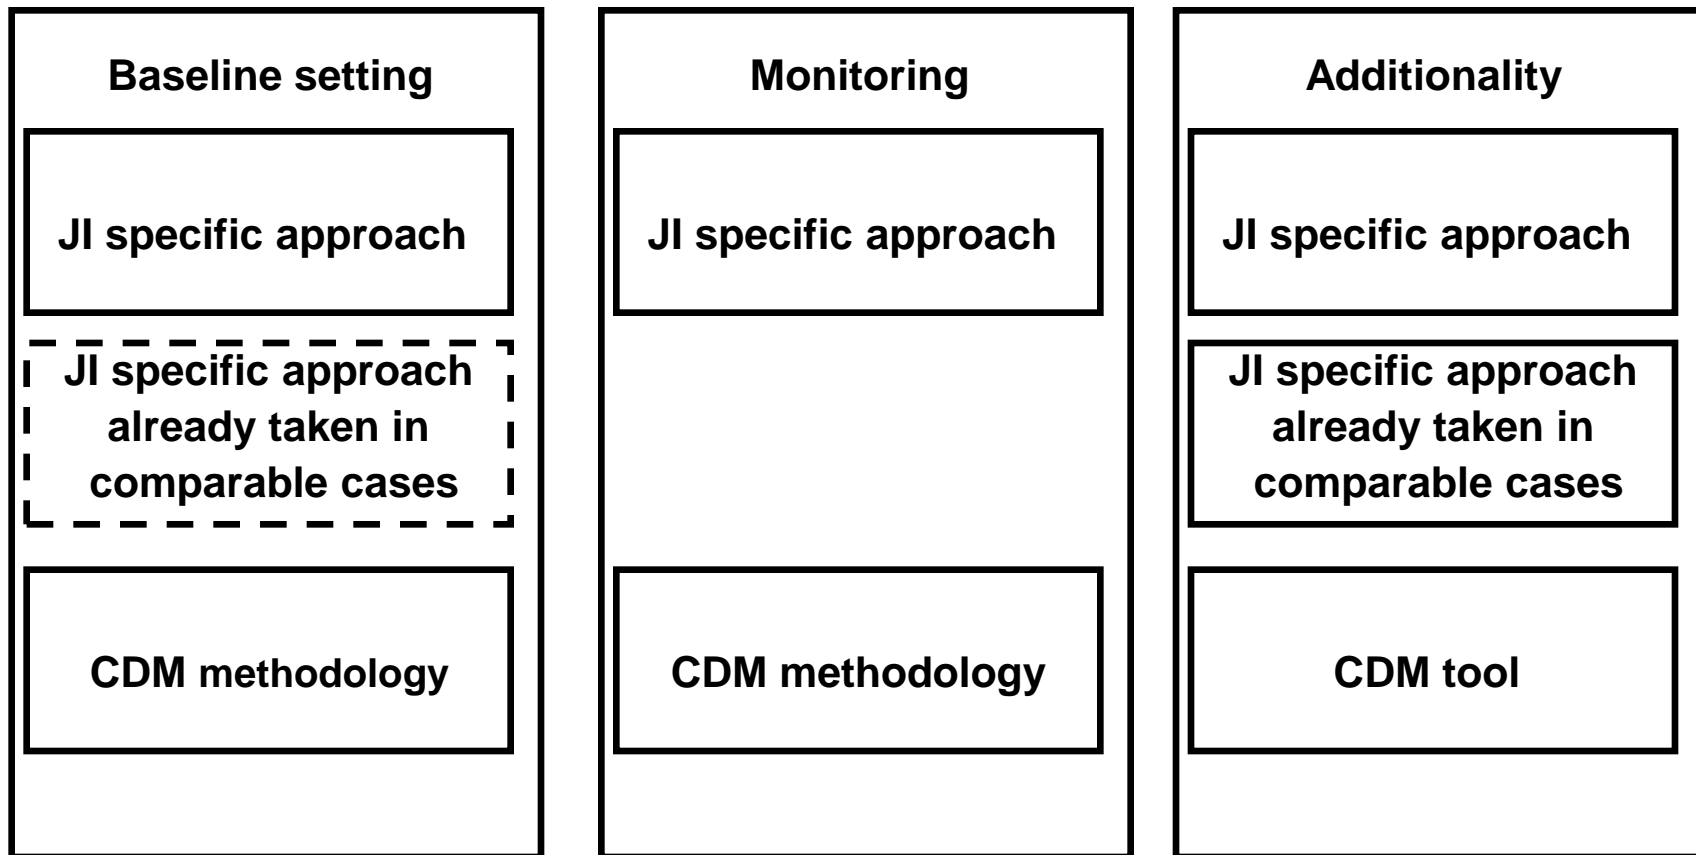 Baseline setting
JI specific approach
JI specific approach
already taken in
comparable cases
CDM methodology
Monitoring
JI specific approach
CDM methodology
Additionality
JI specific approach
JI specific approach
already taken in
comparable cases
CDM tool